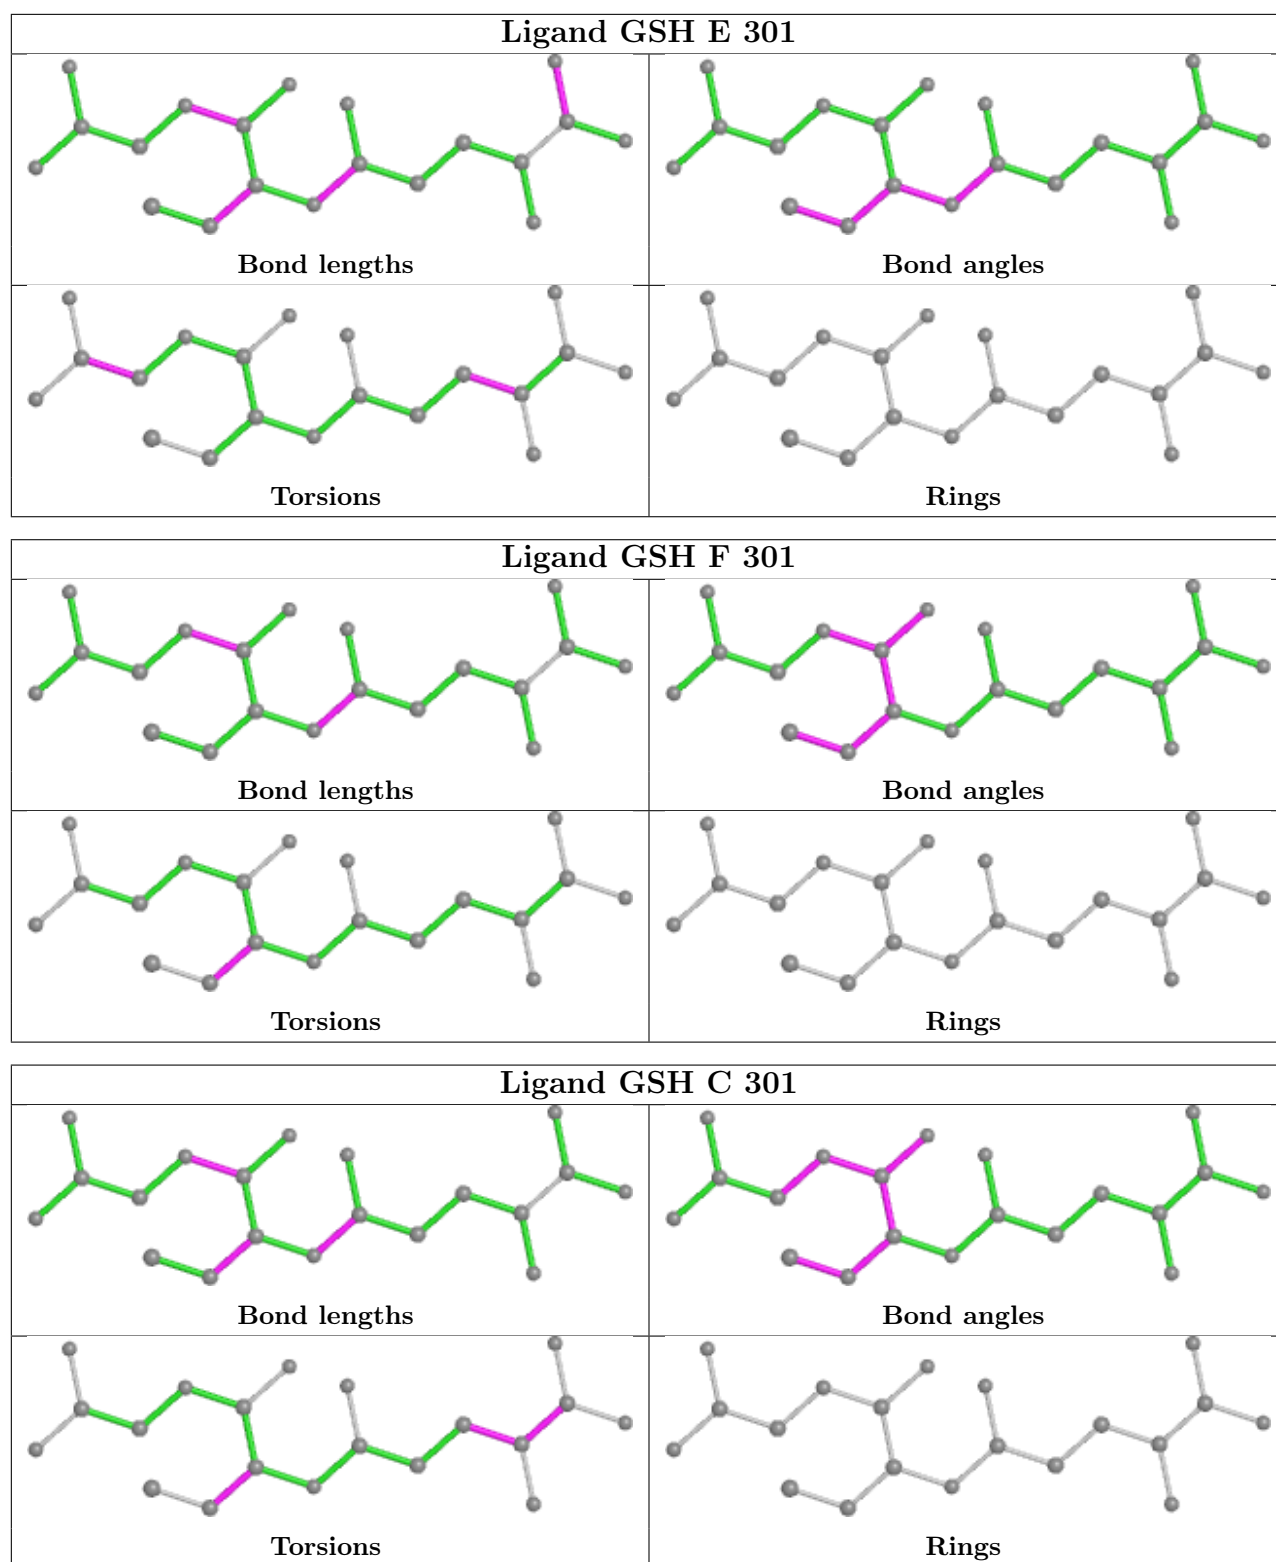 Ligand GSH E 301
Bond lengths
Bond angles
Torsions
Rings
Ligand GSH F 301
Bond lengths
Bond angles
Torsions
Rings
Ligand GSH C 301
Bond lengths
Bond angles
Torsions
Rings